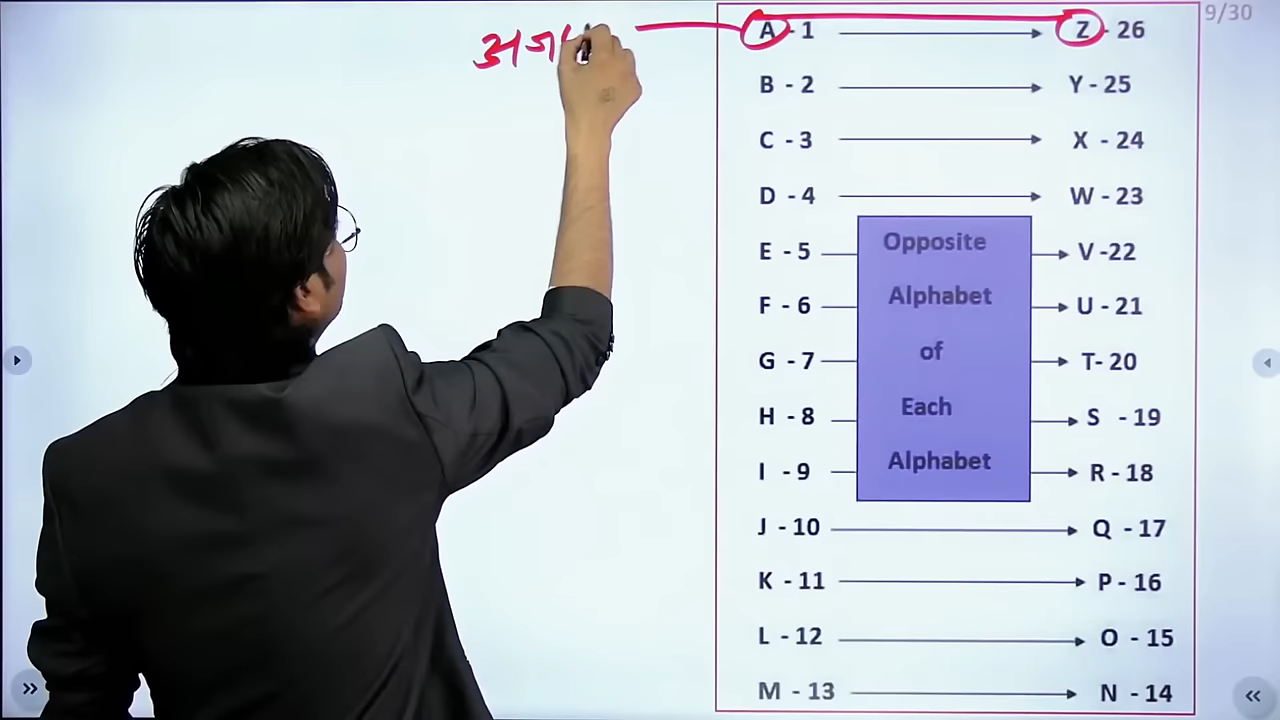 9/30
A - 1 Z - 26
B - 2 Y - 25
C - 3 X - 24
D - 4 W - 23
E - 5 V -22
F - 6 U - 21
G - 7 T- 20
H - 8 S - 19
I - 9 R - 18
J - 10 Q - 17
K - 11 P - 16
L - 12 O - 15
M - 13 N - 14
Opposite
Alphabet
of
Each
Alphabet